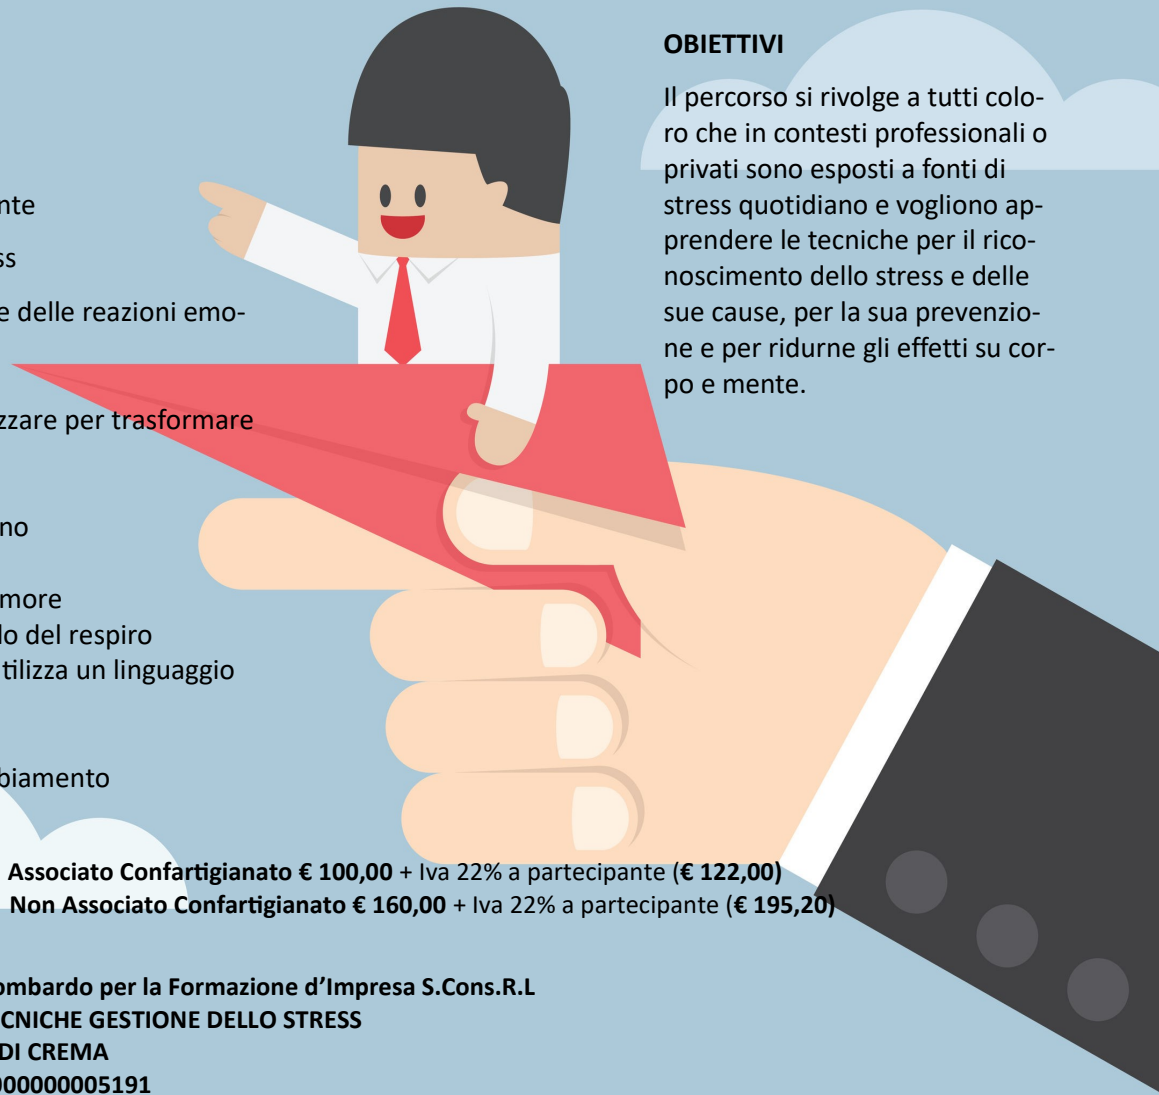 OBIETTIVI
Il percorso si rivolge a tutti colo-
ro che in contesti professionali o
privati sono esposti a fonti di
stress quotidiano e vogliono ap-
prendere le tecniche per il rico-
noscimento dello stress e delle
sue cause, per la sua prevenzio-
ne e per ridurne gli effetti su cor-
po e mente.
nte
ss
e delle reazioni emo-
zzare per trasformare
no
more
lo del respiro
tilizza un linguaggio
biamento
Associato Confartigianato € 100,00 + Iva 22% a partecipante (€ 122,00)
Non Associato Confartigianato € 160,00 + Iva 22% a partecipante (€ 195,20)
ombardo per la Formazione d’Impresa S.Cons.R.L
CNICHE GESTIONE DELLO STRESS
DI CREMA
000000005191